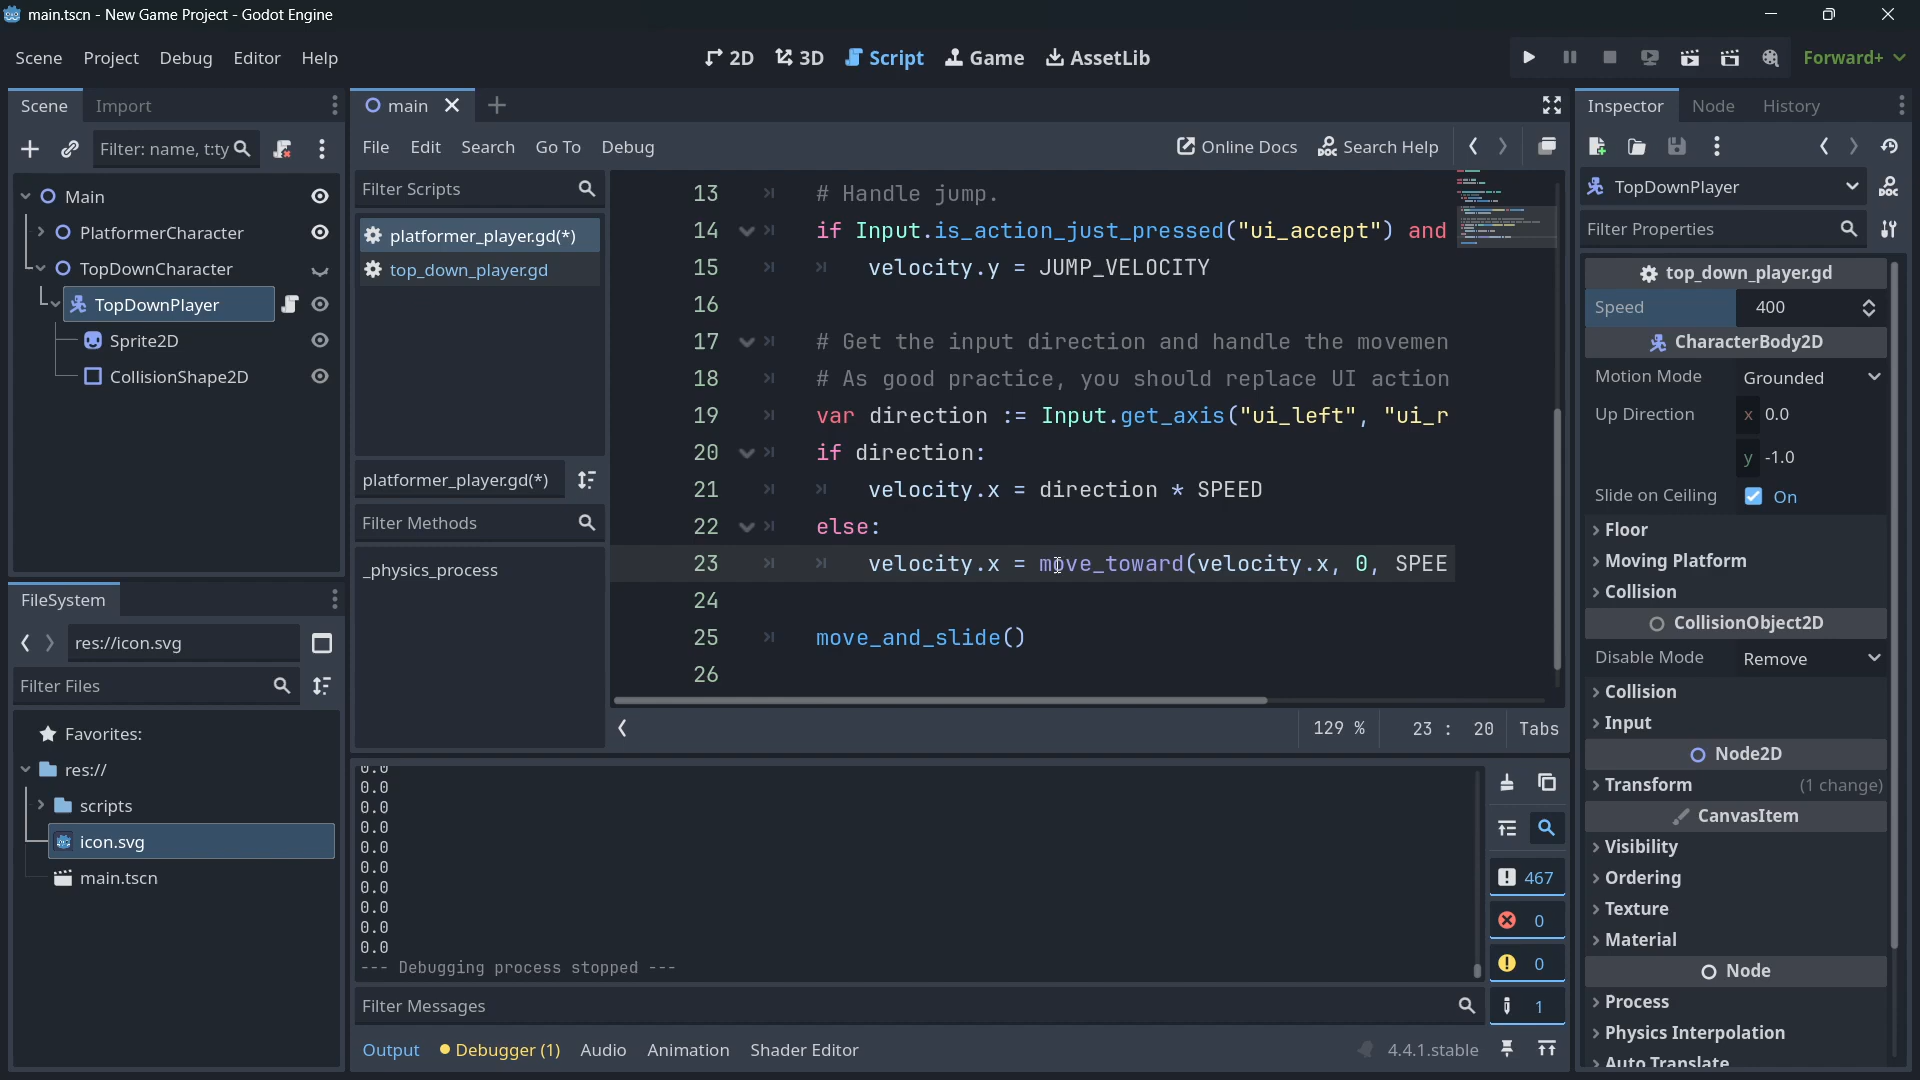 main.tscn - New Game Project - Godot Engine
Scene Project Debug Editor Help
2D 3D Script Game AssetLib
Forward+
Scene Import
Filter: name, t:ty
Main
PlatformerCharacter
TopDownCharacter
TopDownPlayer
Sprite2D
CollisionShape2D
FileSystem
res://icon.svg
Filter Files
Favorites:
res://
scripts
icon.svg
main.tscn
main
File Edit Search Go To Debug
Online Docs Search Help
Filter Scripts
platformer_player.gd(*)
top_down_player.gd
platformer_player.gd(*)
Filter Methods
_physics_process
13 # Handle jump.
14 if Input.is_action_just_pressed("ui_accept") and
15 velocity.y = JUMP_VELOCITY
16
17 # Get the input direction and handle the movemen
18 # As good practice, you should replace UI action
19 var direction := Input.get_axis("ui_left", "ui_r
20 if direction:
21 velocity.x = direction * SPEED
22 else:
23 velocity.x = move_toward(velocity.x, 0, SPEE
24
25 move_and_slide()
26
129 % 23 : 20 Tabs
0.0
0.0
0.0
0.0
0.0
0.0
0.0
0.0
0.0
0.0
--- Debugging process stopped ---
Filter Messages
467
0
0
1
Output Debugger (1) Audio Animation Shader Editor
4.4.1.stable
Inspector Node History
TopDownPlayer
Filter Properties
top_down_player.gd
Speed 400
CharacterBody2D
Motion Mode Grounded
Up Direction x 0.0
y -1.0
Slide on Ceiling On
Floor
Moving Platform
Collision
CollisionObject2D
Disable Mode Remove
Collision
Input
Node2D
Transform (1 change)
CanvasItem
Visibility
Ordering
Texture
Material
Node
Process
Physics Interpolation
Auto Translate